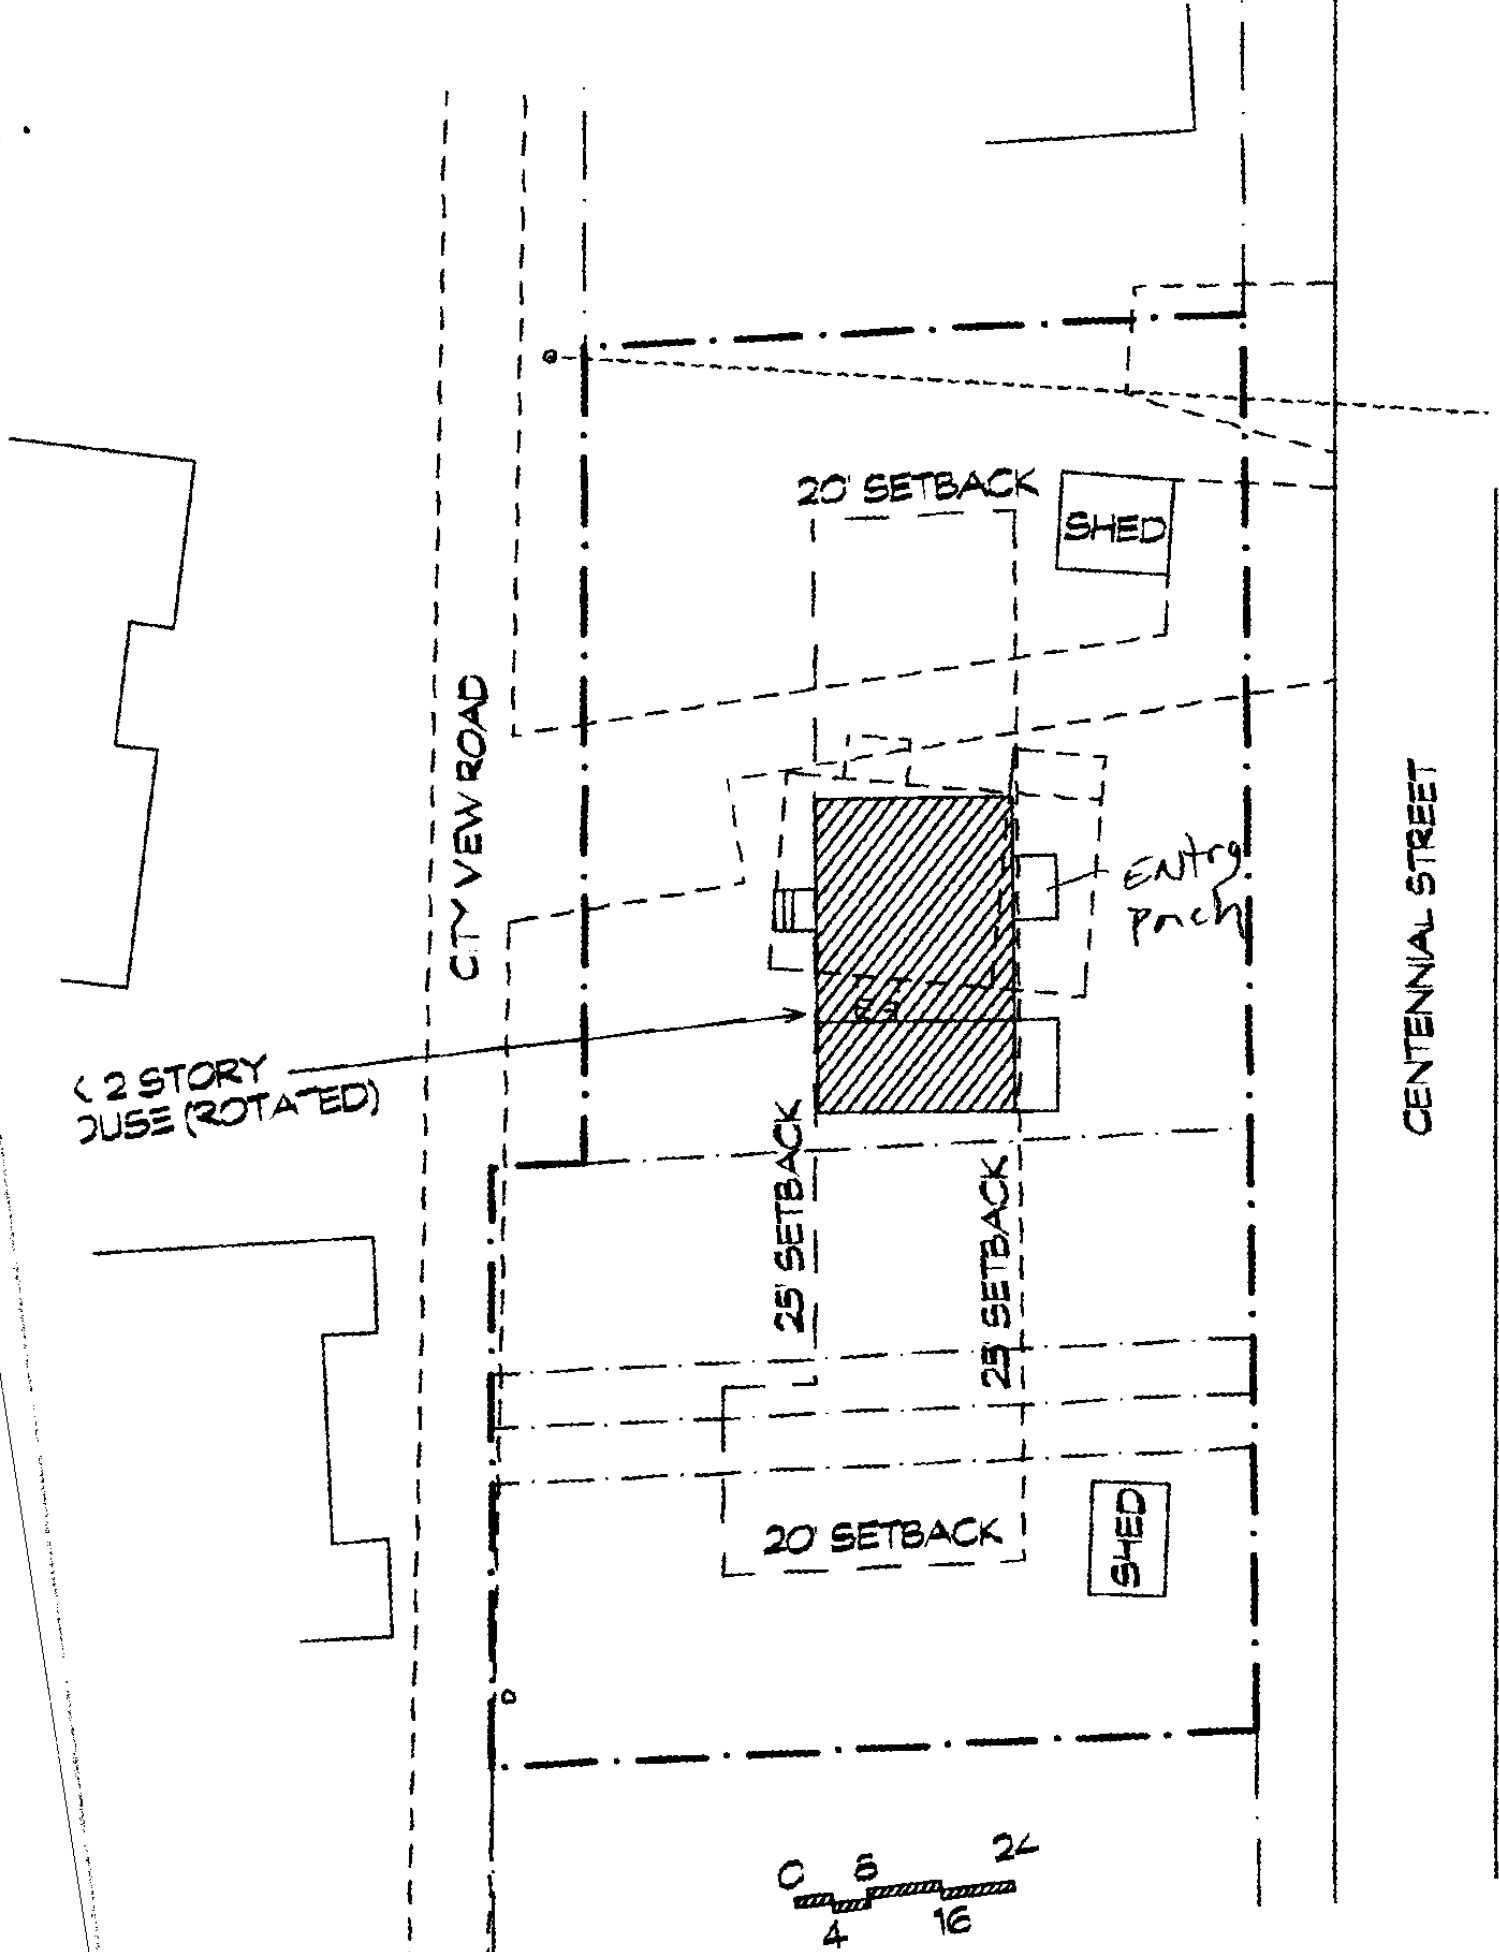 20' SETBACK
SHED
CITY VIEW ROAD
CENTENNIAL STREET
Entry
porch
2 STORY
OUSE (ROTATED)
25' SETBACK
25' SETBACK
20' SETBACK
SHED
0 8 24
4 16